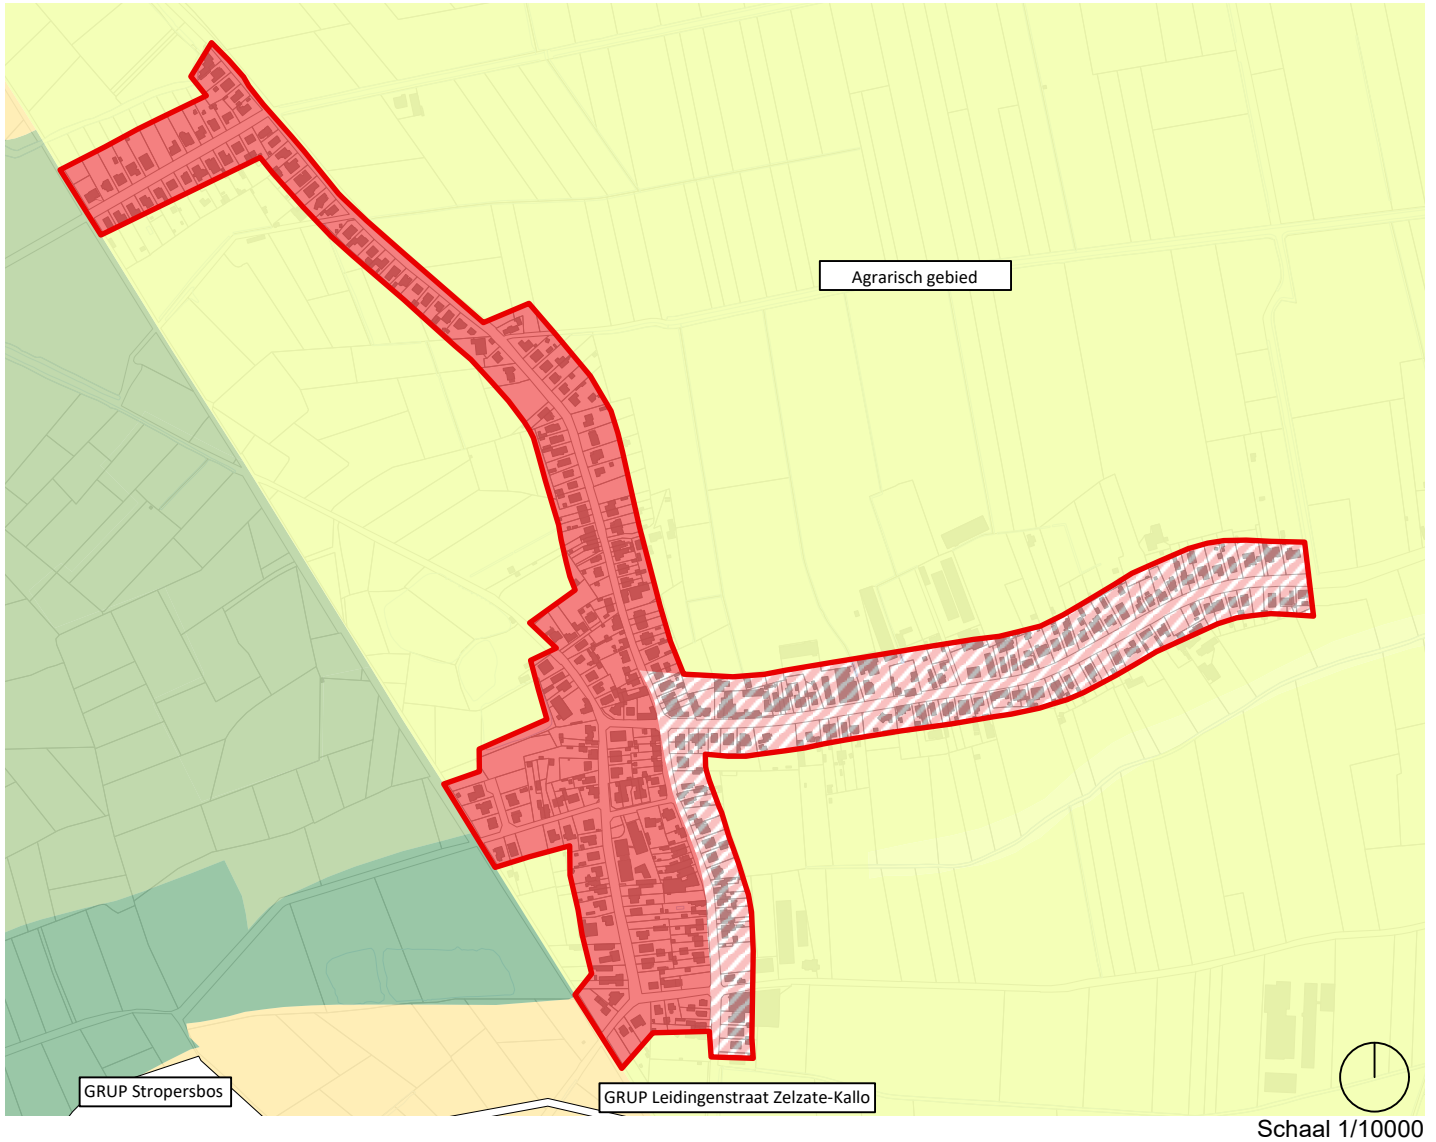 Agrarisch gebied
GRUP Stropersbos
GRUP Leidingenstraat Zelzate-Kallo
Schaal 1/10000